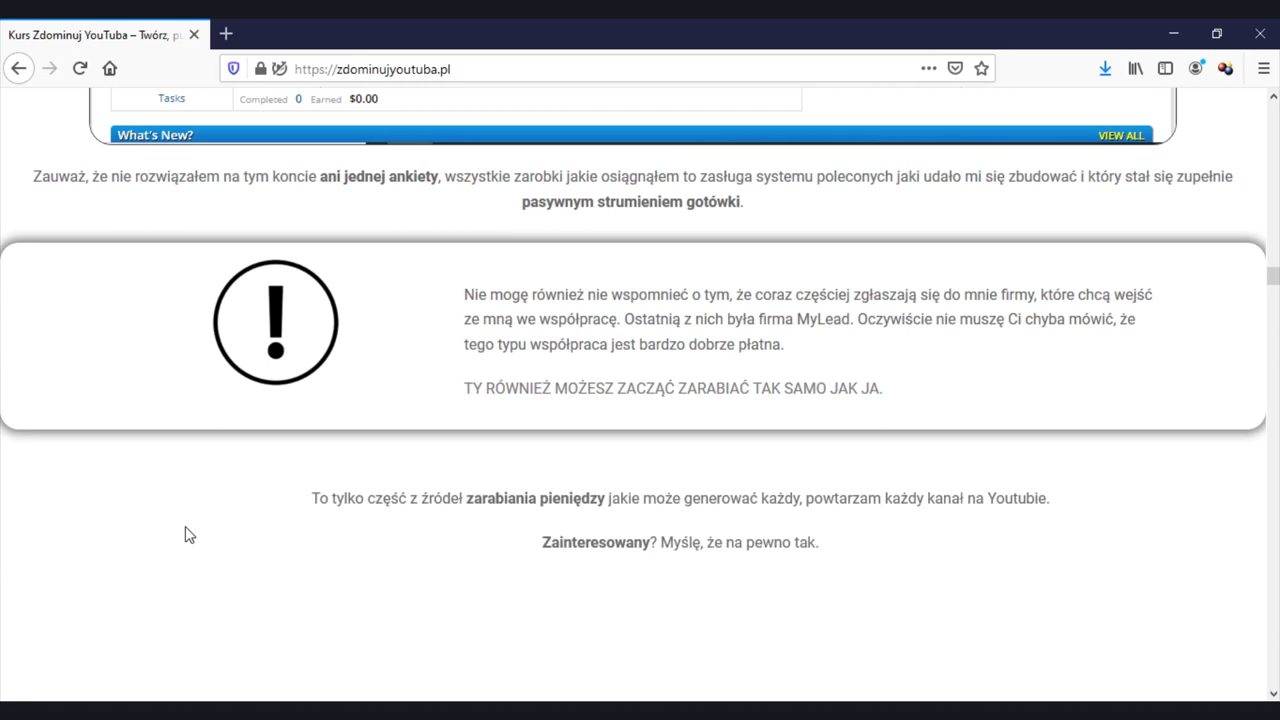 Kurs Zdominuj YouTuba – Twórz, pu
https://zdominujyoutuba.pl
Tasks Completed 0 Earned $0.00
What's New? VIEW ALL
Zauważ, że nie rozwiązałem na tym koncie ani jednej ankiety, wszystkie zarobki jakie osiągnąłem to zasługa systemu poleconych jaki udało mi się zbudować i który stał się zupełnie
pasywnym strumieniem gotówki.
Nie mogę również nie wspomnieć o tym, że coraz częściej zgłaszają się do mnie firmy, które chcą wejść
ze mną we współpracę. Ostatnią z nich była firma MyLead. Oczywiście nie muszę Ci chyba mówić, że
tego typu współpraca jest bardzo dobrze płatna.
TY RÓWNIEŻ MOŻESZ ZACZĄĆ ZARABIAĆ TAK SAMO JAK JA.
To tylko część z źródeł zarabiania pieniędzy jakie może generować każdy, powtarzam każdy kanał na Youtubie.
Zainteresowany? Myślę, że na pewno tak.